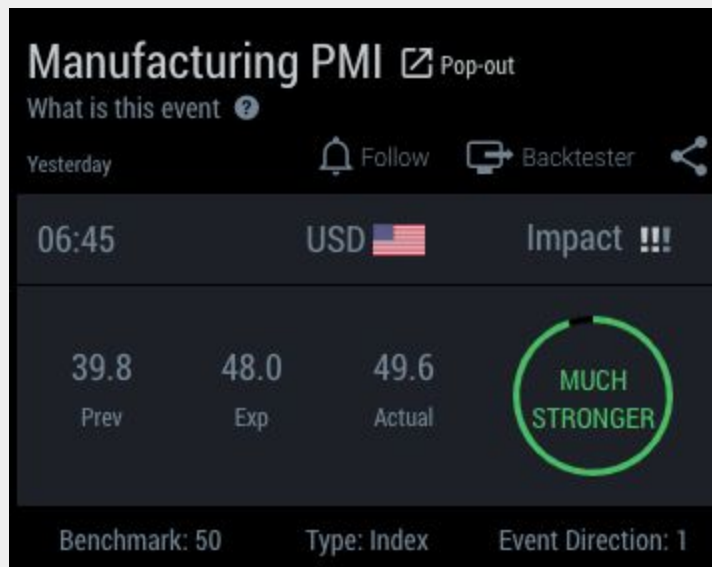 Manufacturing PMI Pop-out
What is this event ?
Yesterday Follow Backtester
06:45 USD Impact !!!
39.8 48.0 49.6
Prev Exp Actual
MUCH
STRONGER
Benchmark: 50 Type: Index Event Direction: 1